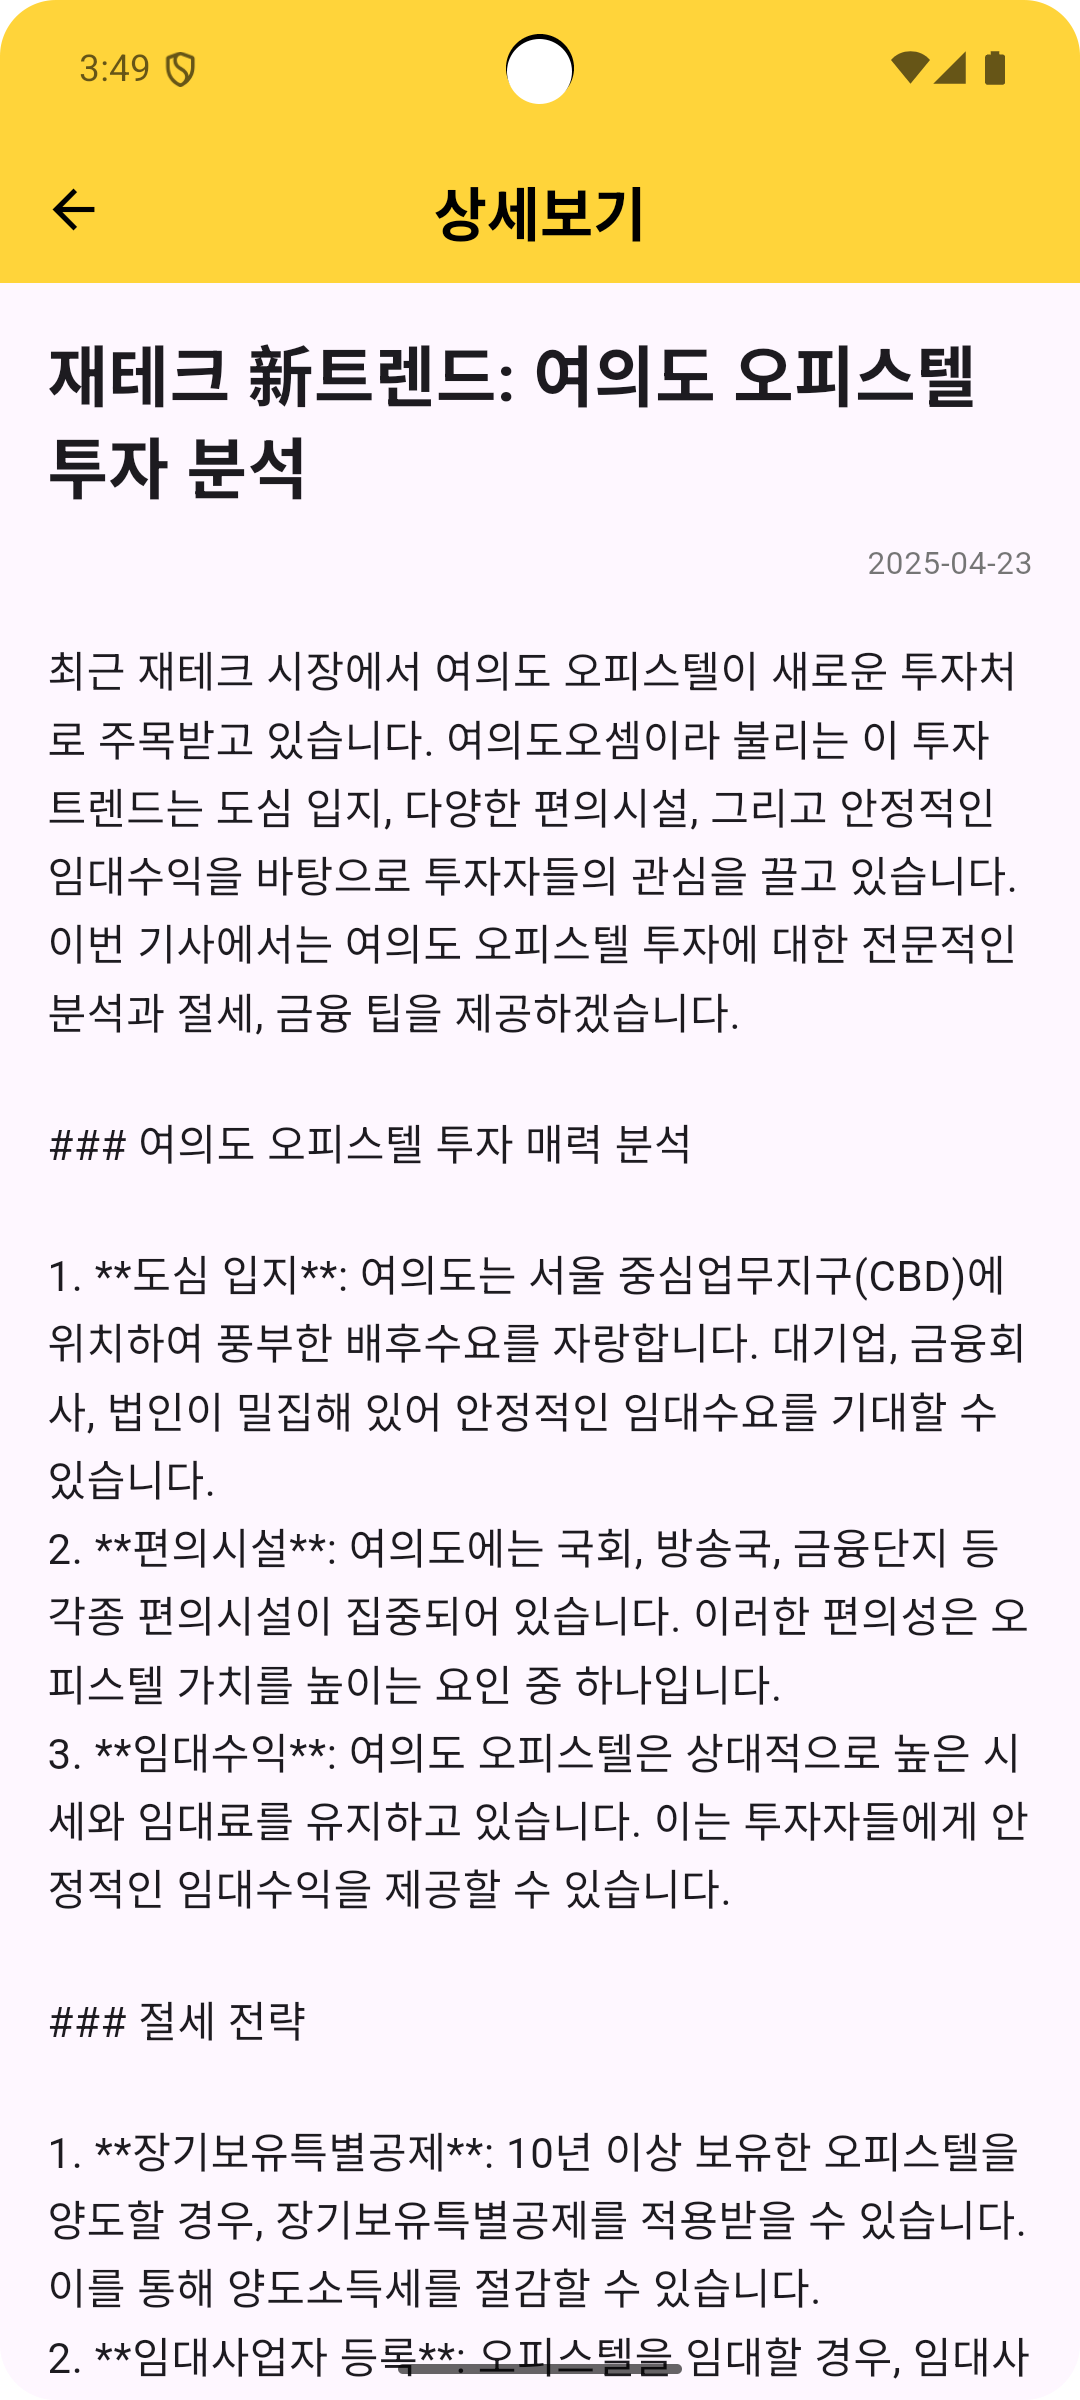 3:49
상세보기
재테크 新트렌드: 여의도 오피스텔
투자 분석
2025-04-23
최근 재테크 시장에서 여의도 오피스텔이 새로운 투자처
로 주목받고 있습니다. 여의도오셈이라 불리는 이 투자
트렌드는 도심 입지, 다양한 편의시설, 그리고 안정적인
임대수익을 바탕으로 투자자들의 관심을 끌고 있습니다.
이번 기사에서는 여의도 오피스텔 투자에 대한 전문적인
분석과 절세, 금융 팁을 제공하겠습니다.
### 여의도 오피스텔 투자 매력 분석
1. **도심 입지**: 여의도는 서울 중심업무지구(CBD)에
위치하여 풍부한 배후수요를 자랑합니다. 대기업, 금융회
사, 법인이 밀집해 있어 안정적인 임대수요를 기대할 수
있습니다.
2. **편의시설**: 여의도에는 국회, 방송국, 금융단지 등
각종 편의시설이 집중되어 있습니다. 이러한 편의성은 오
피스텔 가치를 높이는 요인 중 하나입니다.
3. **임대수익**: 여의도 오피스텔은 상대적으로 높은 시
세와 임대료를 유지하고 있습니다. 이는 투자자들에게 안
정적인 임대수익을 제공할 수 있습니다.
### 절세 전략
1. **장기보유특별공제**: 10년 이상 보유한 오피스텔을
양도할 경우, 장기보유특별공제를 적용받을 수 있습니다.
이를 통해 양도소득세를 절감할 수 있습니다.
2. **임대사업자 등록**: 오피스텔을 임대할 경우, 임대사